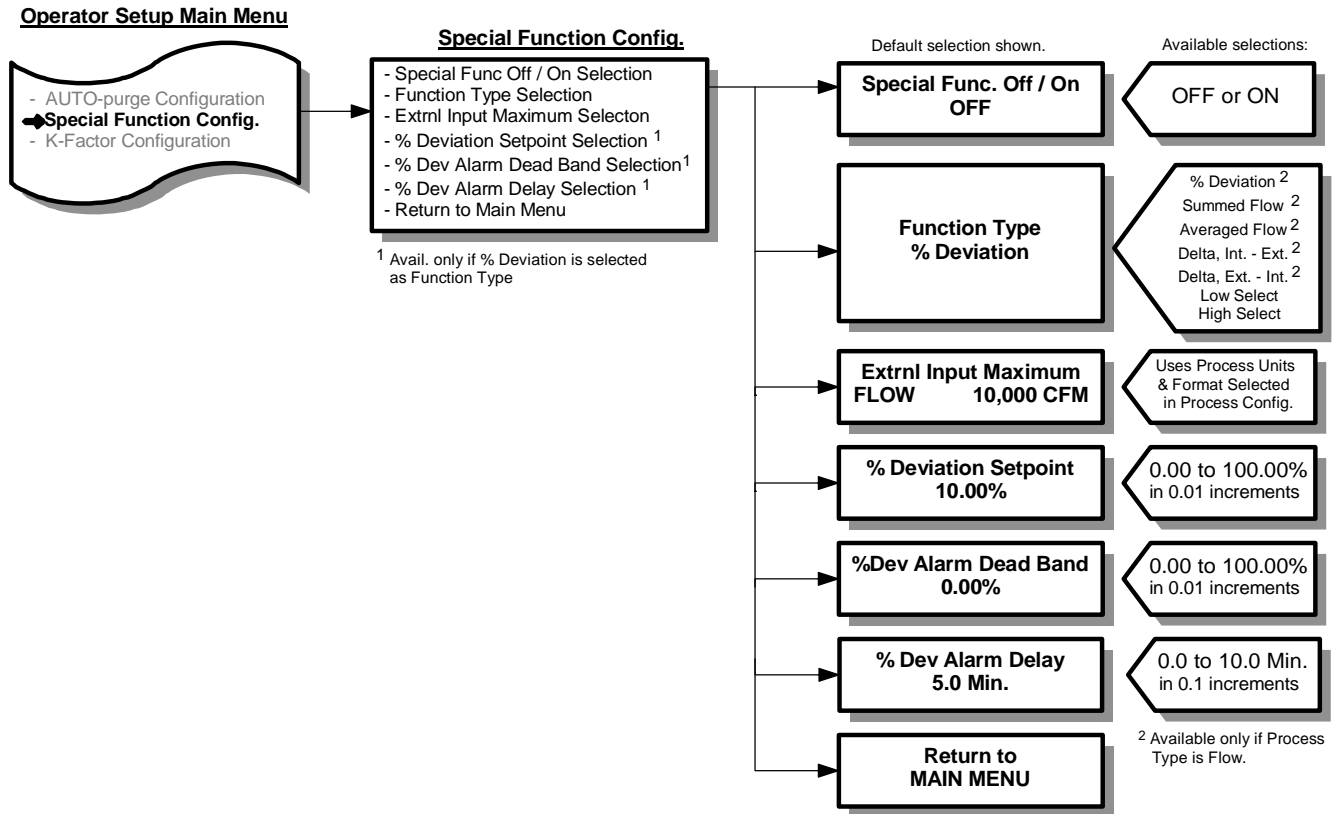 Operator Setup Main Menu
- AUTO-purge Configuration
Special Function Config.
- K-Factor Configuration
Special Function Config.
- Special Func Off / On Selection
- Function Type Selection
- Extrnl Input Maximum Selecton
- % Deviation Setpoint Selection 1
- % Dev Alarm Dead Band Selection1
- % Dev Alarm Delay Selection 1
- Return to Main Menu
1 Avail. only if % Deviation is selected
as Function Type
Default selection shown.
Available selections:
Special Func. Off / On
OFF
OFF or ON
Function Type
% Deviation
% Deviation 2
Summed Flow 2
Averaged Flow 2
Delta, Int. - Ext. 2
Delta, Ext. - Int. 2
Low Select
High Select
Extrnl Input Maximum
FLOW 10,000 CFM
Uses Process Units
& Format Selected
in Process Config.
% Deviation Setpoint
10.00%
0.00 to 100.00%
in 0.01 increments
%Dev Alarm Dead Band
0.00%
0.00 to 100.00%
in 0.01 increments
% Dev Alarm Delay
5.0 Min.
0.0 to 10.0 Min.
in 0.1 increments
Return to
MAIN MENU
2 Available only if Process
Type is Flow.